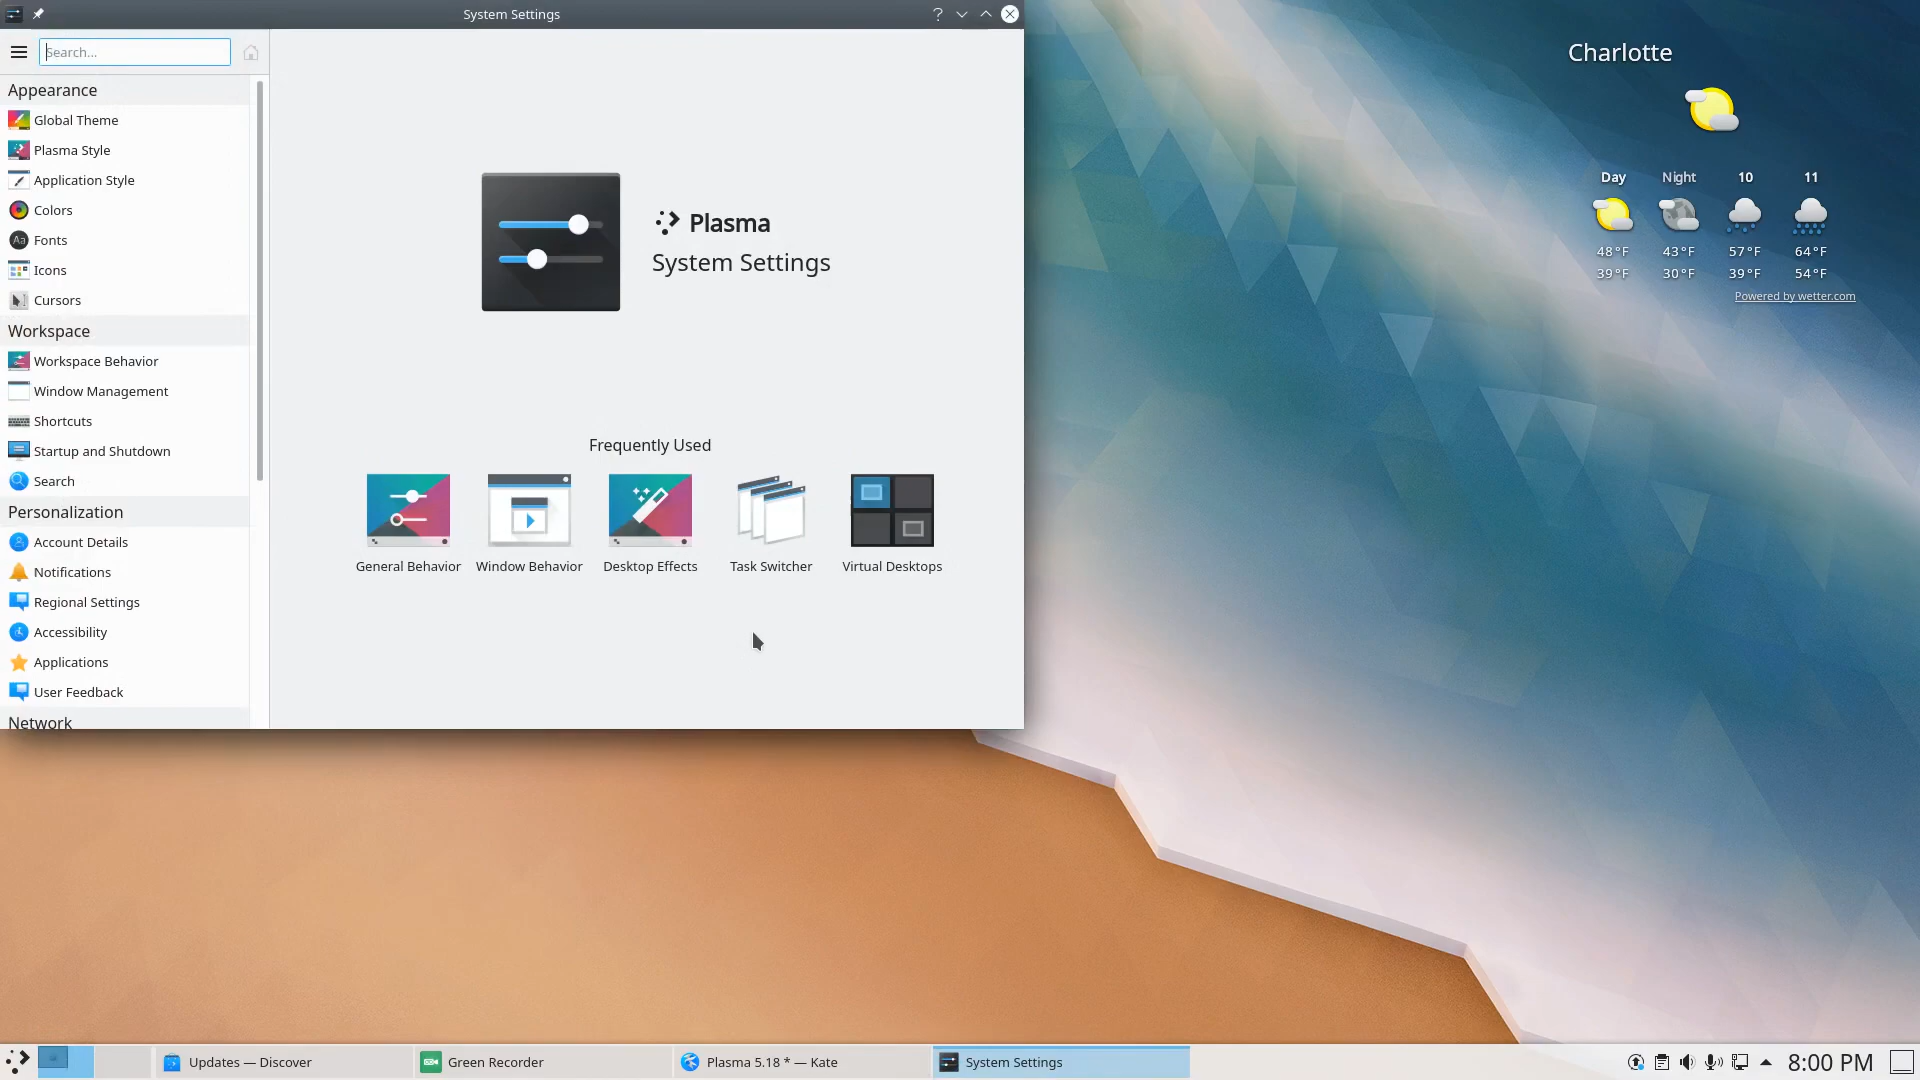 System Settings
Search...
Appearance
Global Theme
Plasma Style
Application Style
Colors
Aa Fonts
Icons
Cursors
Workspace
Workspace Behavior
Window Management
Shortcuts
Startup and Shutdown
Search
Personalization
Account Details
Notifications
Regional Settings
Accessibility
Applications
User Feedback
Network
Plasma
System Settings
Frequently Used
General Behavior Window Behavior Desktop Effects Task Switcher Virtual Desktops
Charlotte
Day Night 10 11
48°F 43°F 57°F 64°F
39°F 30°F 39°F 54°F
Powered by wetter.com
Updates — Discover Green Recorder Plasma 5.18 * — Kate System Settings 8:00 PM